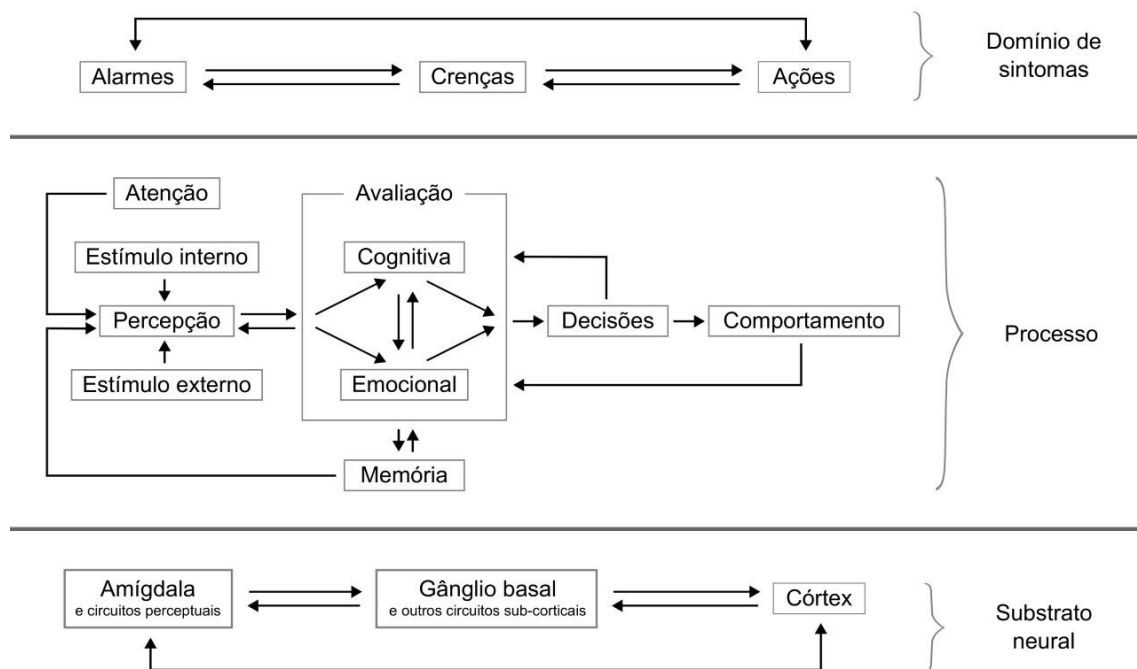 Alarmes
Crenças
Ações
Domínio de
sintomas
Atenção
Avaliação
Estímulo interno
Cognitiva
Percepção
Decisões
Comportamento
Processo
Estímulo externo
Emocional
Memória
Amígdala
e circuitos perceptuais
Gânglio basal
e outros circuitos sub-corticais
Córtex
Substrato
neural